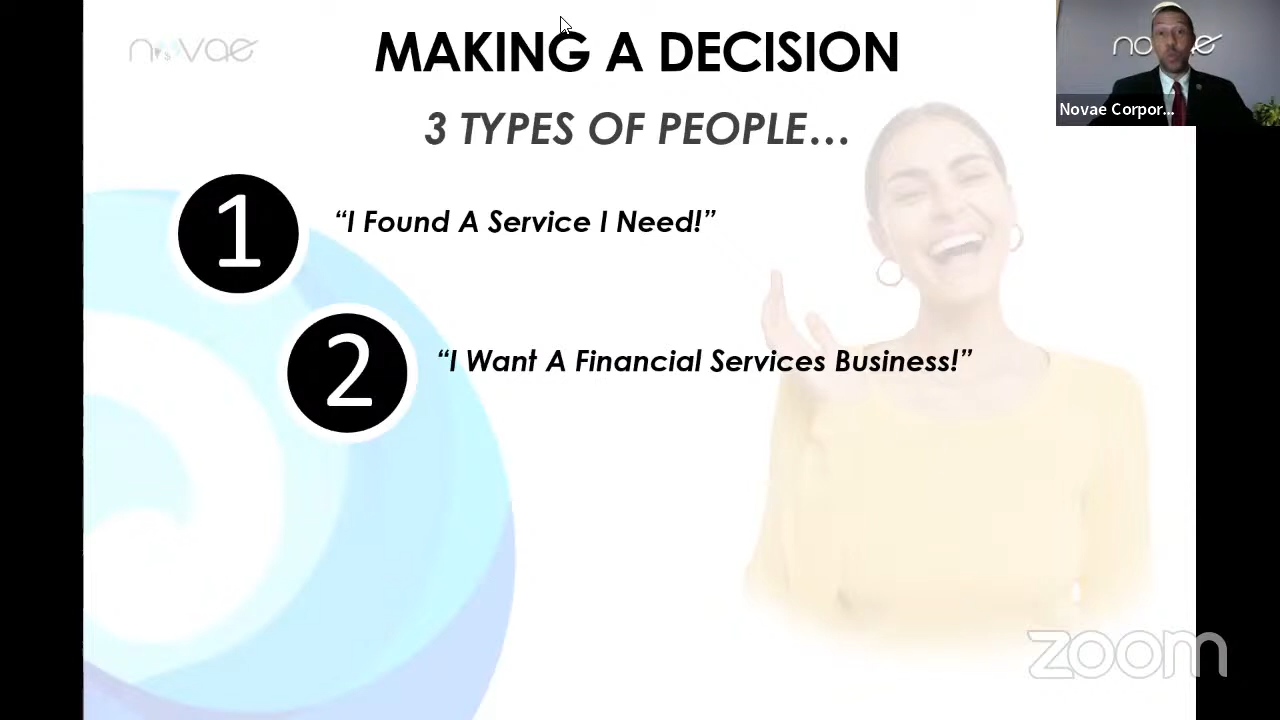 novae
MAKING A DECISION
3 TYPES OF PEOPLE...
1
“I Found A Service I Need!”
2
“I Want A Financial Services Business!”
Novae Corpor...
zoom